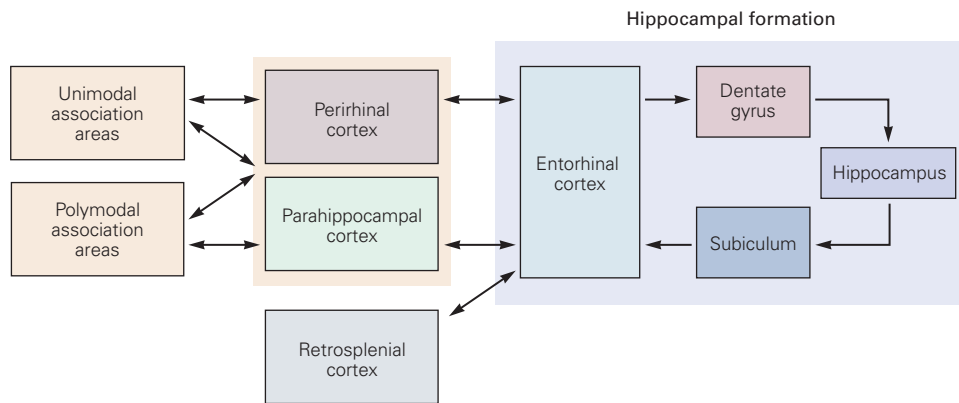 Hippocampal formation
Unimodal
association
areas
Perirhinal
cortex
Dentate
gyrus
Entorhinal
cortex
Hippocampus
Polymodal
association
areas
Parahippocampal
cortex
Subiculum
Retrosplenial
cortex